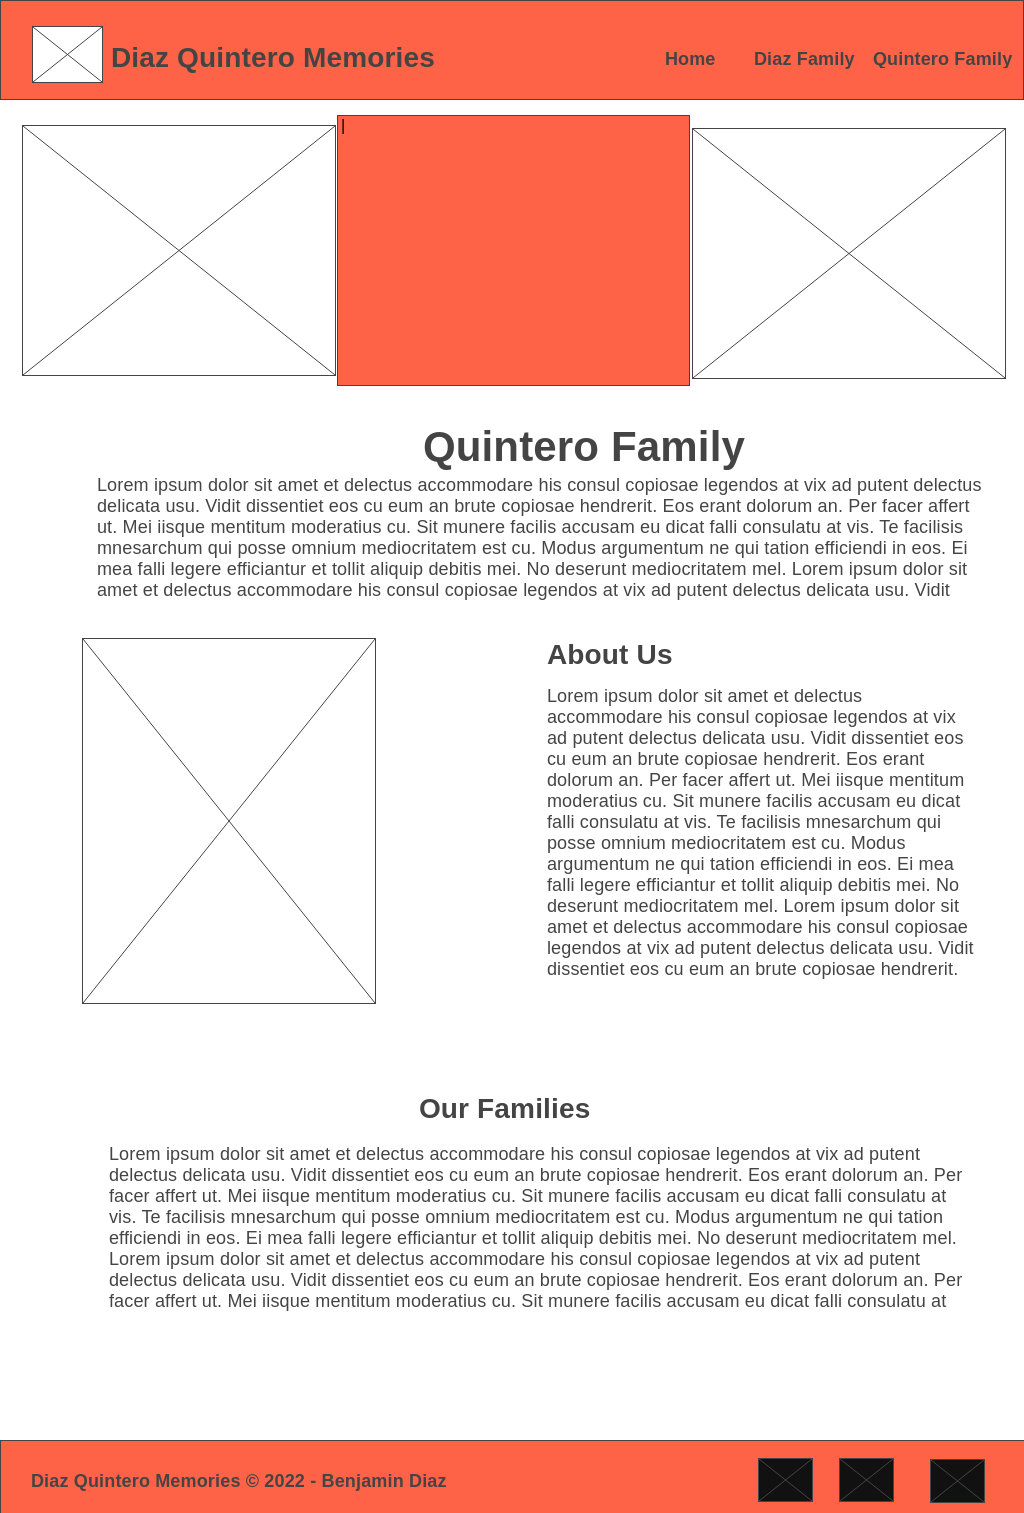 Diaz Quintero Memories
Home Diaz Family Quintero Family
Quintero Family
Lorem ipsum dolor sit amet et delectus accommodare his consul copiosae legendos at vix ad putent delectus
delicata usu. Vidit dissentiet eos cu eum an brute copiosae hendrerit. Eos erant dolorum an. Per facer affert
ut. Mei iisque mentitum moderatius cu. Sit munere facilis accusam eu dicat falli consulatu at vis. Te facilisis
mnesarchum qui posse omnium mediocritatem est cu. Modus argumentum ne qui tation efficiendi in eos. Ei
mea falli legere efficiantur et tollit aliquip debitis mei. No deserunt mediocritatem mel. Lorem ipsum dolor sit
amet et delectus accommodare his consul copiosae legendos at vix ad putent delectus delicata usu. Vidit
About Us
Lorem ipsum dolor sit amet et delectus
accommodare his consul copiosae legendos at vix
ad putent delectus delicata usu. Vidit dissentiet eos
cu eum an brute copiosae hendrerit. Eos erant
dolorum an. Per facer affert ut. Mei iisque mentitum
moderatius cu. Sit munere facilis accusam eu dicat
falli consulatu at vis. Te facilisis mnesarchum qui
posse omnium mediocritatem est cu. Modus
argumentum ne qui tation efficiendi in eos. Ei mea
falli legere efficiantur et tollit aliquip debitis mei. No
deserunt mediocritatem mel. Lorem ipsum dolor sit
amet et delectus accommodare his consul copiosae
legendos at vix ad putent delectus delicata usu. Vidit
dissentiet eos cu eum an brute copiosae hendrerit.
Our Families
Lorem ipsum dolor sit amet et delectus accommodare his consul copiosae legendos at vix ad putent
delectus delicata usu. Vidit dissentiet eos cu eum an brute copiosae hendrerit. Eos erant dolorum an. Per
facer affert ut. Mei iisque mentitum moderatius cu. Sit munere facilis accusam eu dicat falli consulatu at
vis. Te facilisis mnesarchum qui posse omnium mediocritatem est cu. Modus argumentum ne qui tation
efficiendi in eos. Ei mea falli legere efficiantur et tollit aliquip debitis mei. No deserunt mediocritatem mel.
Lorem ipsum dolor sit amet et delectus accommodare his consul copiosae legendos at vix ad putent
delectus delicata usu. Vidit dissentiet eos cu eum an brute copiosae hendrerit. Eos erant dolorum an. Per
facer affert ut. Mei iisque mentitum moderatius cu. Sit munere facilis accusam eu dicat falli consulatu at
Diaz Quintero Memories © 2022 - Benjamin Diaz